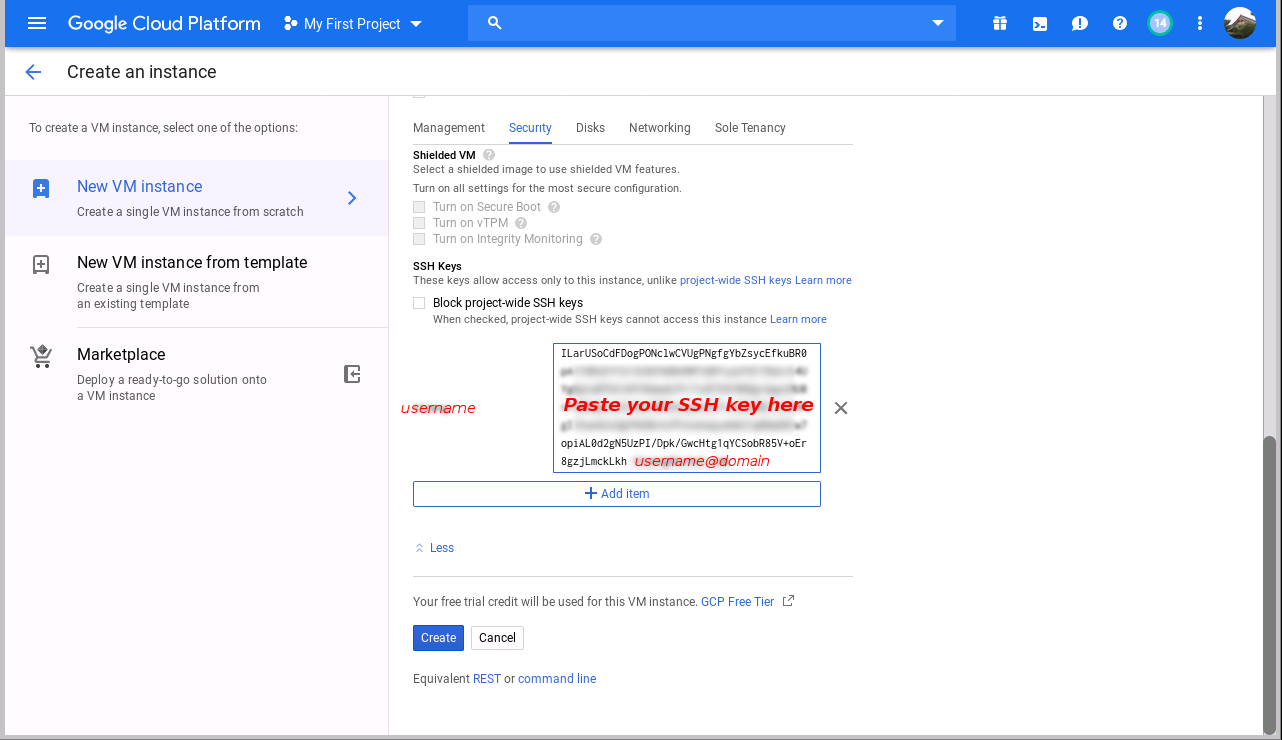 Google Cloud Platform
My First Project
14
Create an instance
To create a VM instance, select one of the options:
New VM instance
Create a single VM instance from scratch
New VM instance from template
Create a single VM instance from
an existing template
Marketplace
Deploy a ready-to-go solution onto
a VM instance
Management Security Disks Networking Sole Tenancy
Shielded VM ?
Select a shielded image to use shielded VM features.
Turn on all settings for the most secure configuration.
Turn on Secure Boot ?
Turn on vTPM ?
Turn on Integrity Monitoring ?
SSH Keys
These keys allow access only to this instance, unlike project-wide SSH keys Learn more
Block project-wide SSH keys
When checked, project-wide SSH keys cannot access this instance Learn more
ILarUSoCdFDogPONclwCVUgPNgfgYbZsycEfkuBR0
username
Paste your SSH key here
opiAL0d2gN5UzPI/Dpk/GwcHtg1qYCSobR85V+oEr
8gzjLmckLkh username@domain
Add item
Less
Your free trial credit will be used for this VM instance. GCP Free Tier
Create Cancel
Equivalent REST or command line